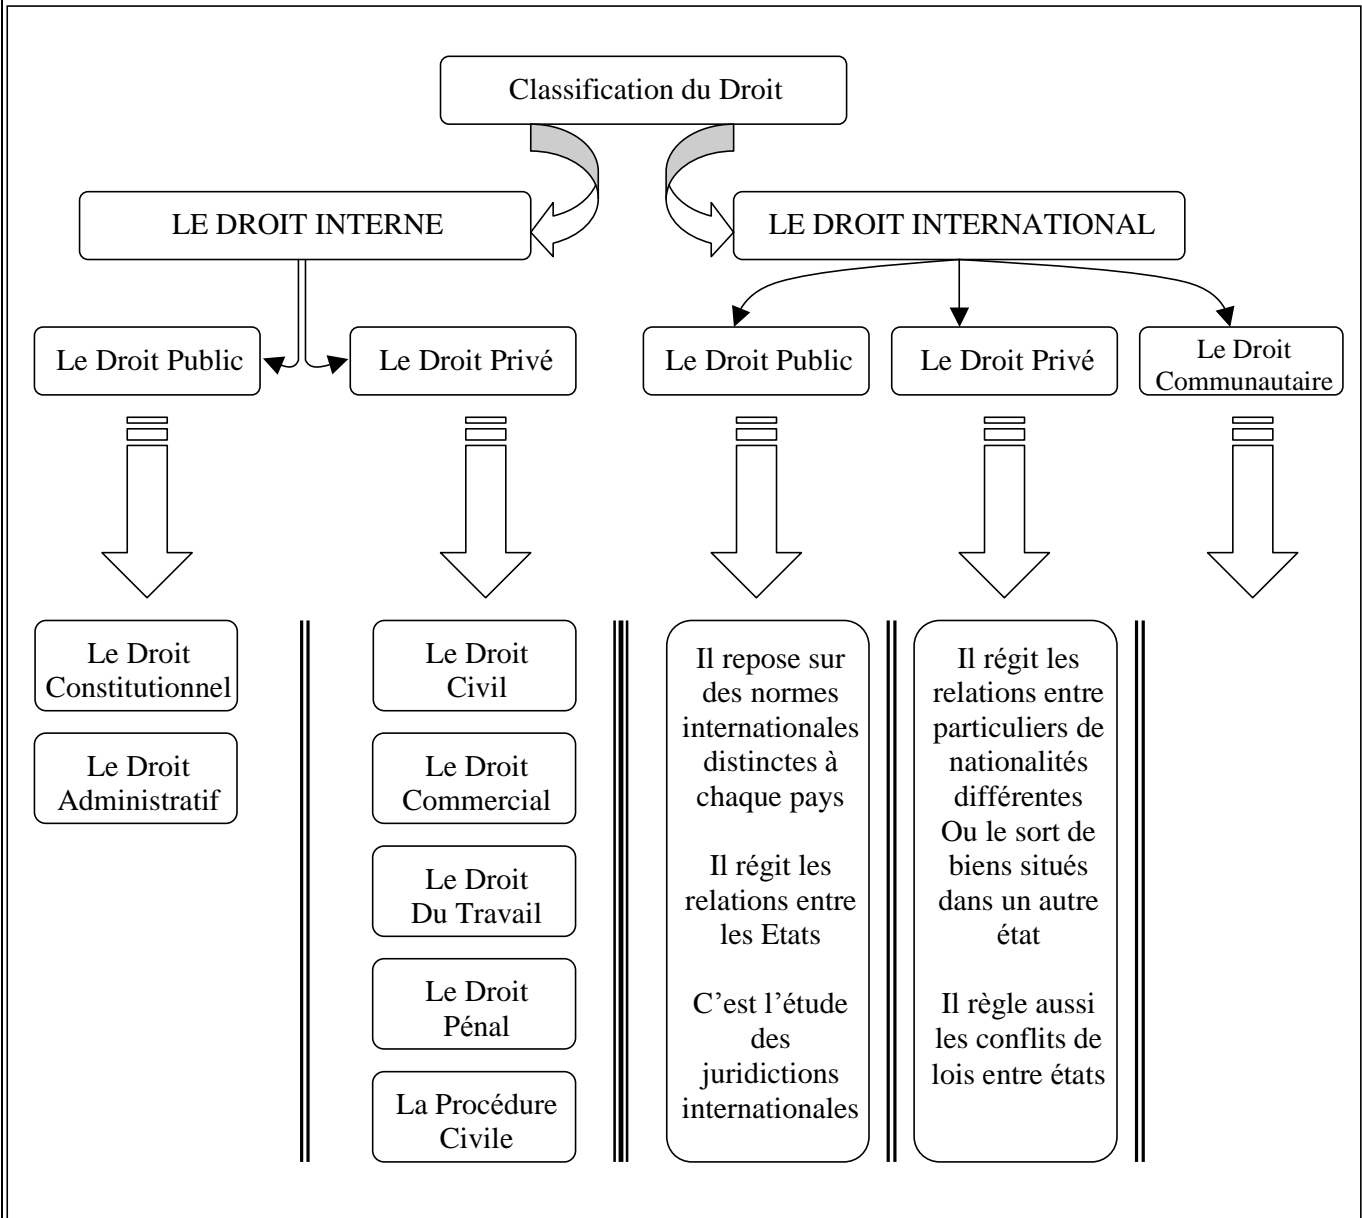 Classification du Droit
LE DROIT INTERNE
LE DROIT INTERNATIONAL
Le Droit Public
Le Droit Privé
Le Droit Public
Le Droit Privé
Le Droit
Communautaire
Le Droit
Constitutionnel
Le Droit
Administratif
Le Droit
Civil
Le Droit
Commercial
Le Droit
Du Travail
Le Droit
Pénal
La Procédure
Civile
Il repose sur
des normes
internationales
distinctes à
chaque pays
Il régit les
relations entre
les Etats
C’est l’étude
des
juridictions
internationales
Il régit les
relations entre
particuliers de
nationalités
différentes
Ou le sort de
biens situés
dans un autre
état
Il règle aussi
les conflits de
lois entre états